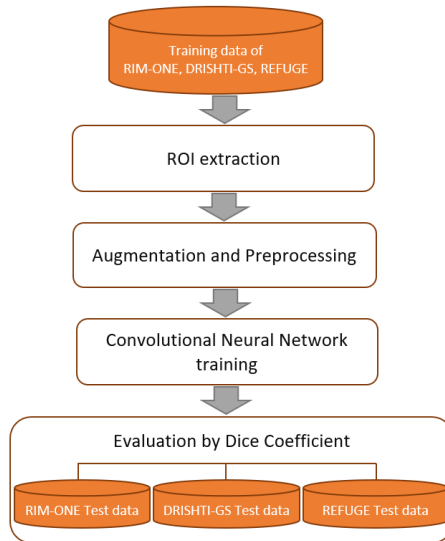 Training data of
RIM-ONE, DRISHTI-GS, REFUGE
ROI extraction
Augmentation and Preprocessing
Convolutional Neural Network
training
Evaluation by Dice Coefficient
RIM-ONE Test data
DRISHTI-GS Test data
REFUGE Test data